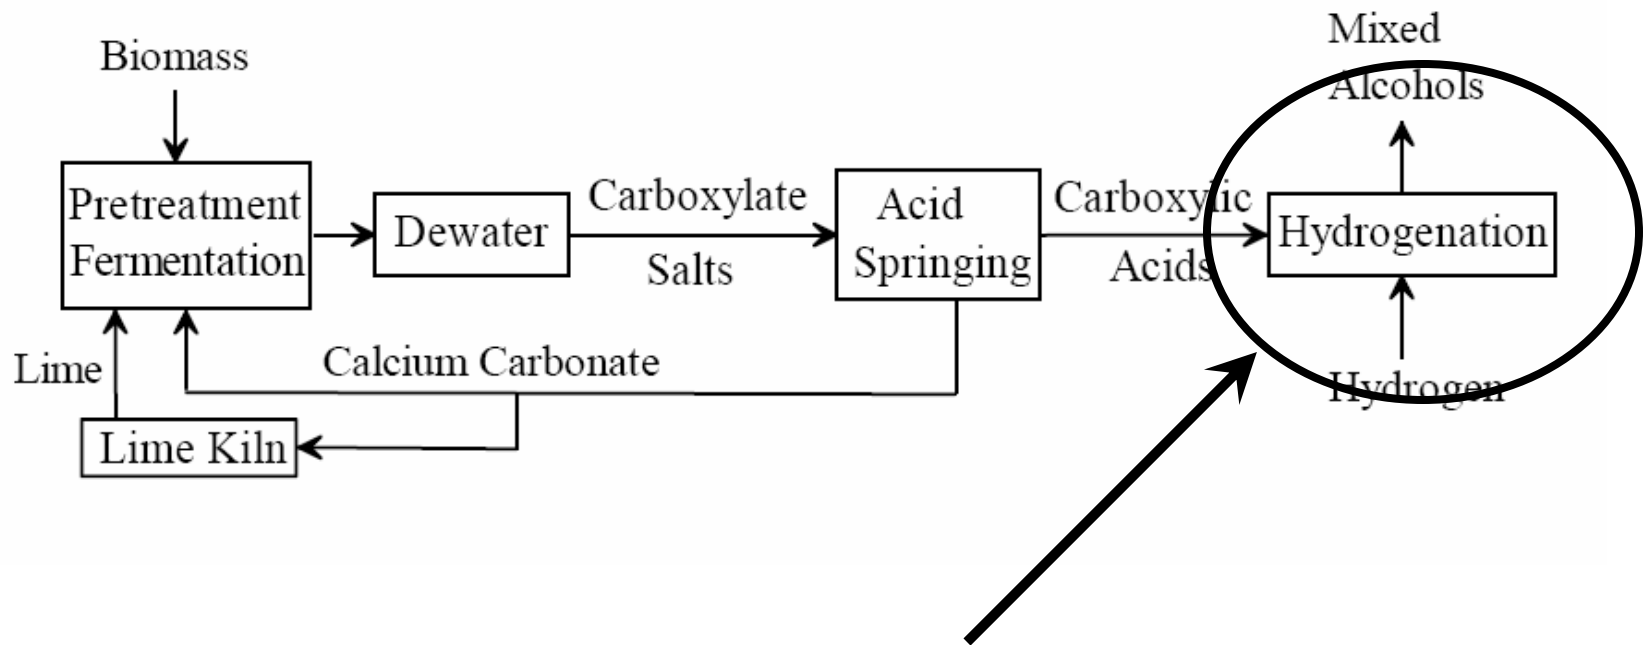 Biomass
Pretreatment
Fermentation
Dewater
Carboxylate
Salts
Acid
Springing
Carboxylic
Acids
Hydrogenation
Mixed
Alcohols
Hydrogen
Calcium Carbonate
Lime
Lime Kiln